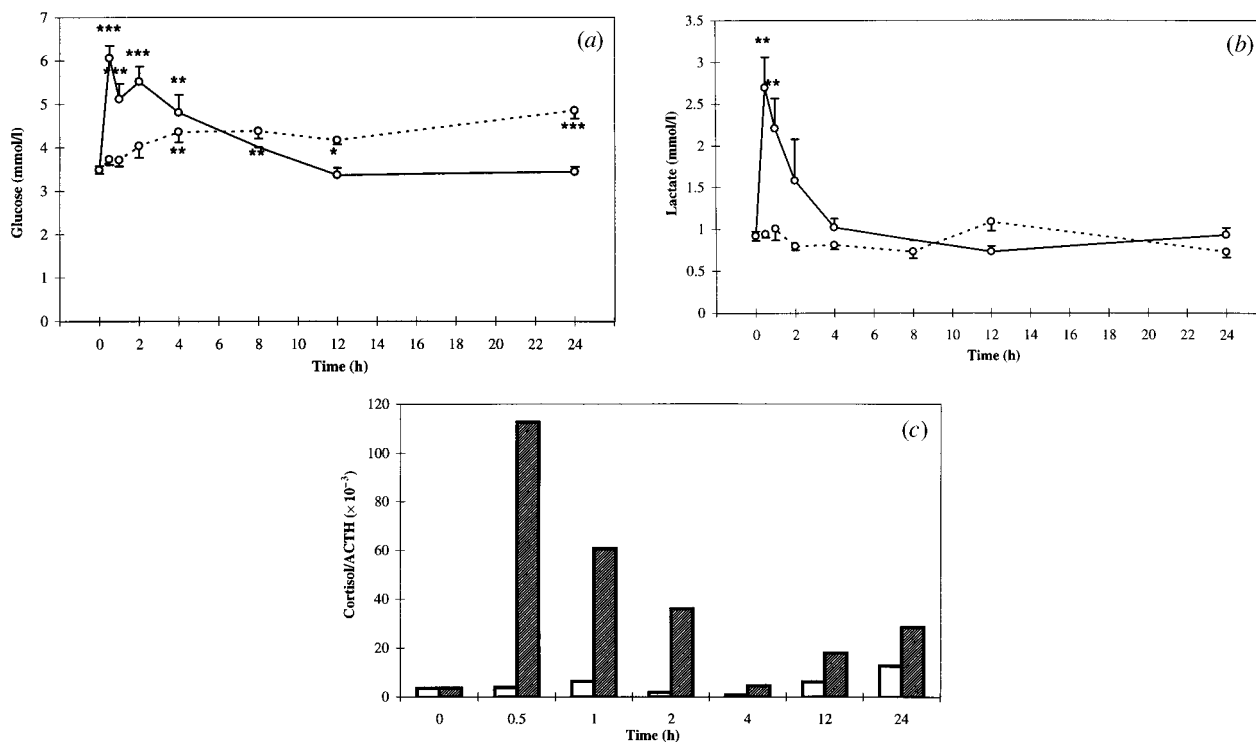 (a)
7
6
5
4
3
2
1
0
Glucose (mmol/l)
***
***
***
**
**
**
*
***
0 2 4 6 8 10 12 14 16 18 20 22 24
Time (h)
(b)
3.5
3
2.5
2
1.5
1
0.5
0
Lactate (mmol/l)
**
**
0 2 4 6 8 10 12 14 16 18 20 22 24
Time (h)
(c)
120
100
80
60
40
20
0
Cortisol/ACTH (× 10⁻³)
0 0.5 1 2 4 12 24
Time (h)